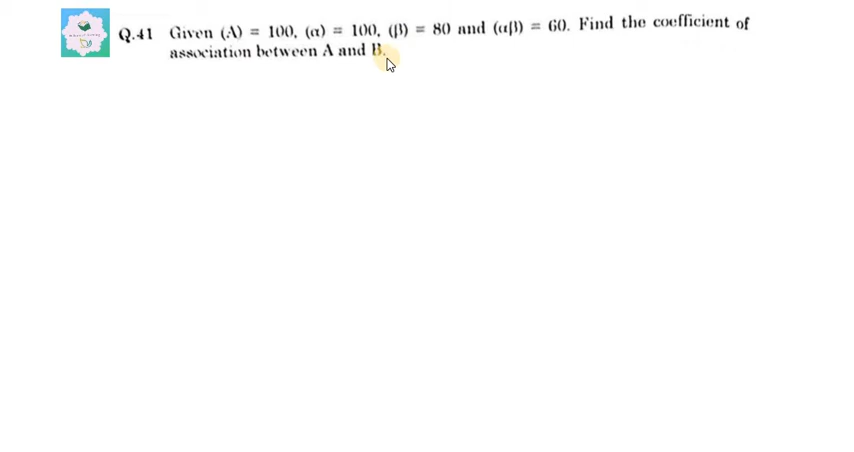 Q.41 Given (A) = 100, (α) = 100, (β) = 80 and (αβ) = 60. Find the coefficient of
association between A and B.